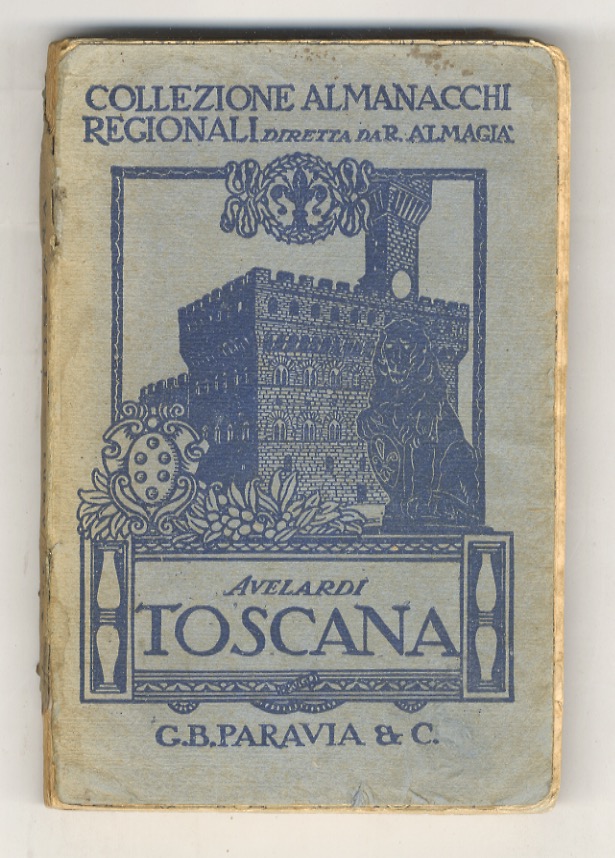 COLLEZIONE ALMANACCHI
REGIONALI DIRETTA DA R. ALMAGIÀ
AVELARDI
TOSCANA
G.B. PARAVIA & C.